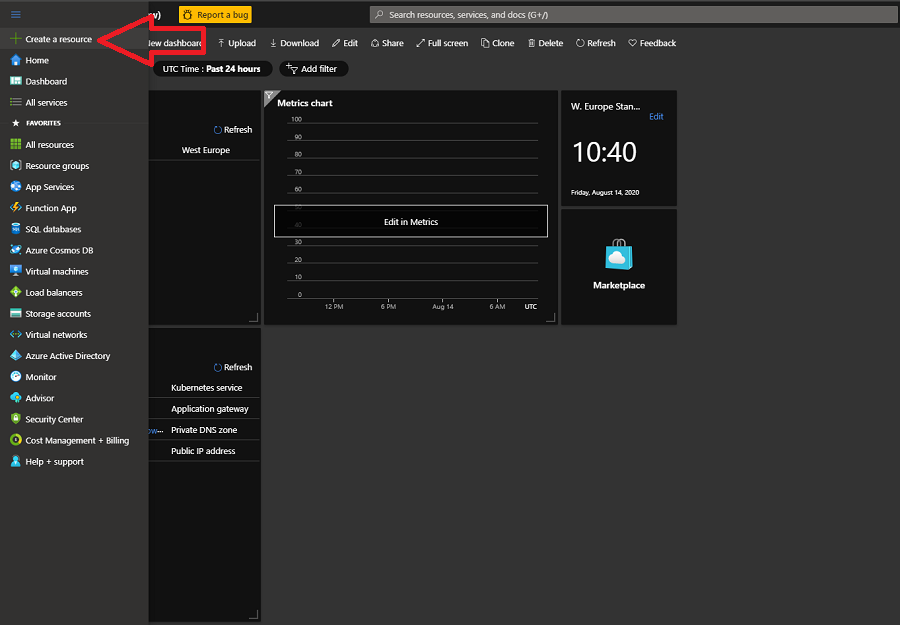 Report a bug
Search resources, services, and docs (G+/)
Create a resource
Home
Dashboard
All services
FAVORITES
All resources
Resource groups
App Services
Function App
SQL databases
Azure Cosmos DB
Virtual machines
Load balancers
Storage accounts
Virtual networks
Azure Active Directory
Monitor
Advisor
Security Center
Cost Management + Billing
Help + support
New dashboard
Upload
Download
Edit
Share
Full screen
Clone
Delete
Refresh
Feedback
UTC Time : Past 24 hours
Add filter
Refresh
West Europe
Metrics chart
100
90
80
70
60
50
40
Edit in Metrics
30
20
10
0
12 PM
6 PM
Aug 14
6 AM
UTC
W. Europe Stan...
Edit
10:40
Friday, August 14, 2020
Marketplace
Refresh
Kubernetes service
Application gateway
Private DNS zone
Public IP address